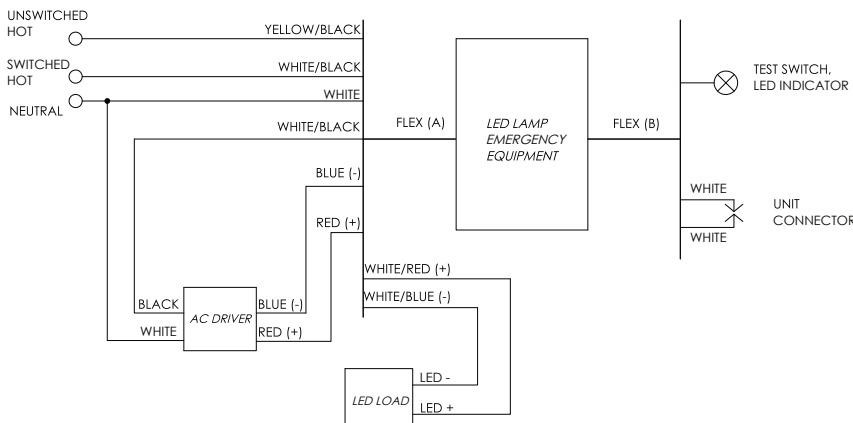 UNSWITCHED
HOT
YELLOW/BLACK
SWITCHED
HOT
WHITE/BLACK
NEUTRAL
WHITE
WHITE/BLACK
FLEX (A)
LED LAMP
EMERGENCY
EQUIPMENT
FLEX (B)
TEST SWITCH,
LED INDICATOR
BLUE (-)
RED (+)
WHITE
UNIT
CONNECTOR
WHITE
WHITE/RED (+)
WHITE/BLUE (-)
BLACK
AC DRIVER
BLUE (-)
WHITE
RED (+)
LED LOAD
LED -
LED +